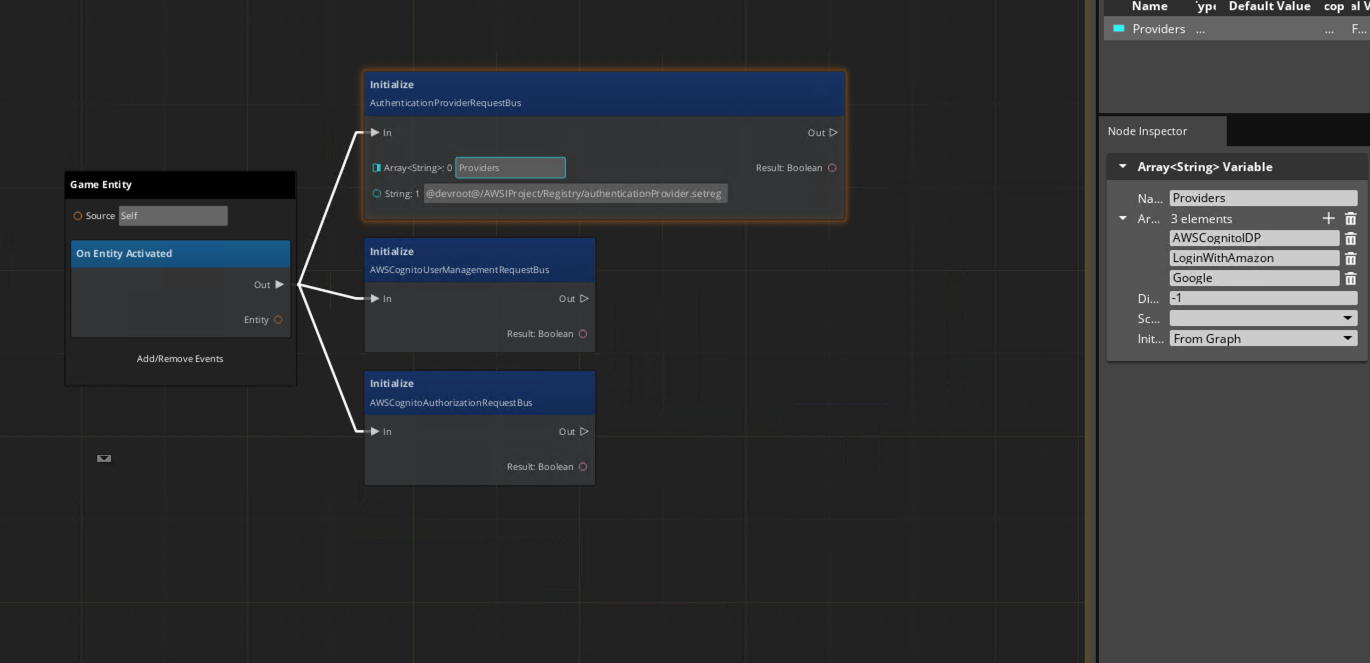 Name ype Default Value cop al V
Providers ... ... F...
Initialize
AuthenticationProviderRequestBus
In Out
Array<String>: 0 Providers Result: Boolean
String: 1 @devroot@/AWSIProject/Registry/authenticationProvider.setreg
Game Entity
Source Self
On Entity Activated
Out
Entity
Add/Remove Events
Initialize
AWSCognitoUserManagementRequestBus
In Out
Result: Boolean
Initialize
AWSCognitoAuthorizationRequestBus
In Out
Result: Boolean
Node Inspector
Array<String> Variable
Na... Providers
Ar... 3 elements
AWSCognitoIDP
LoginWithAmazon
Google
Di... -1
Sc...
Init... From Graph